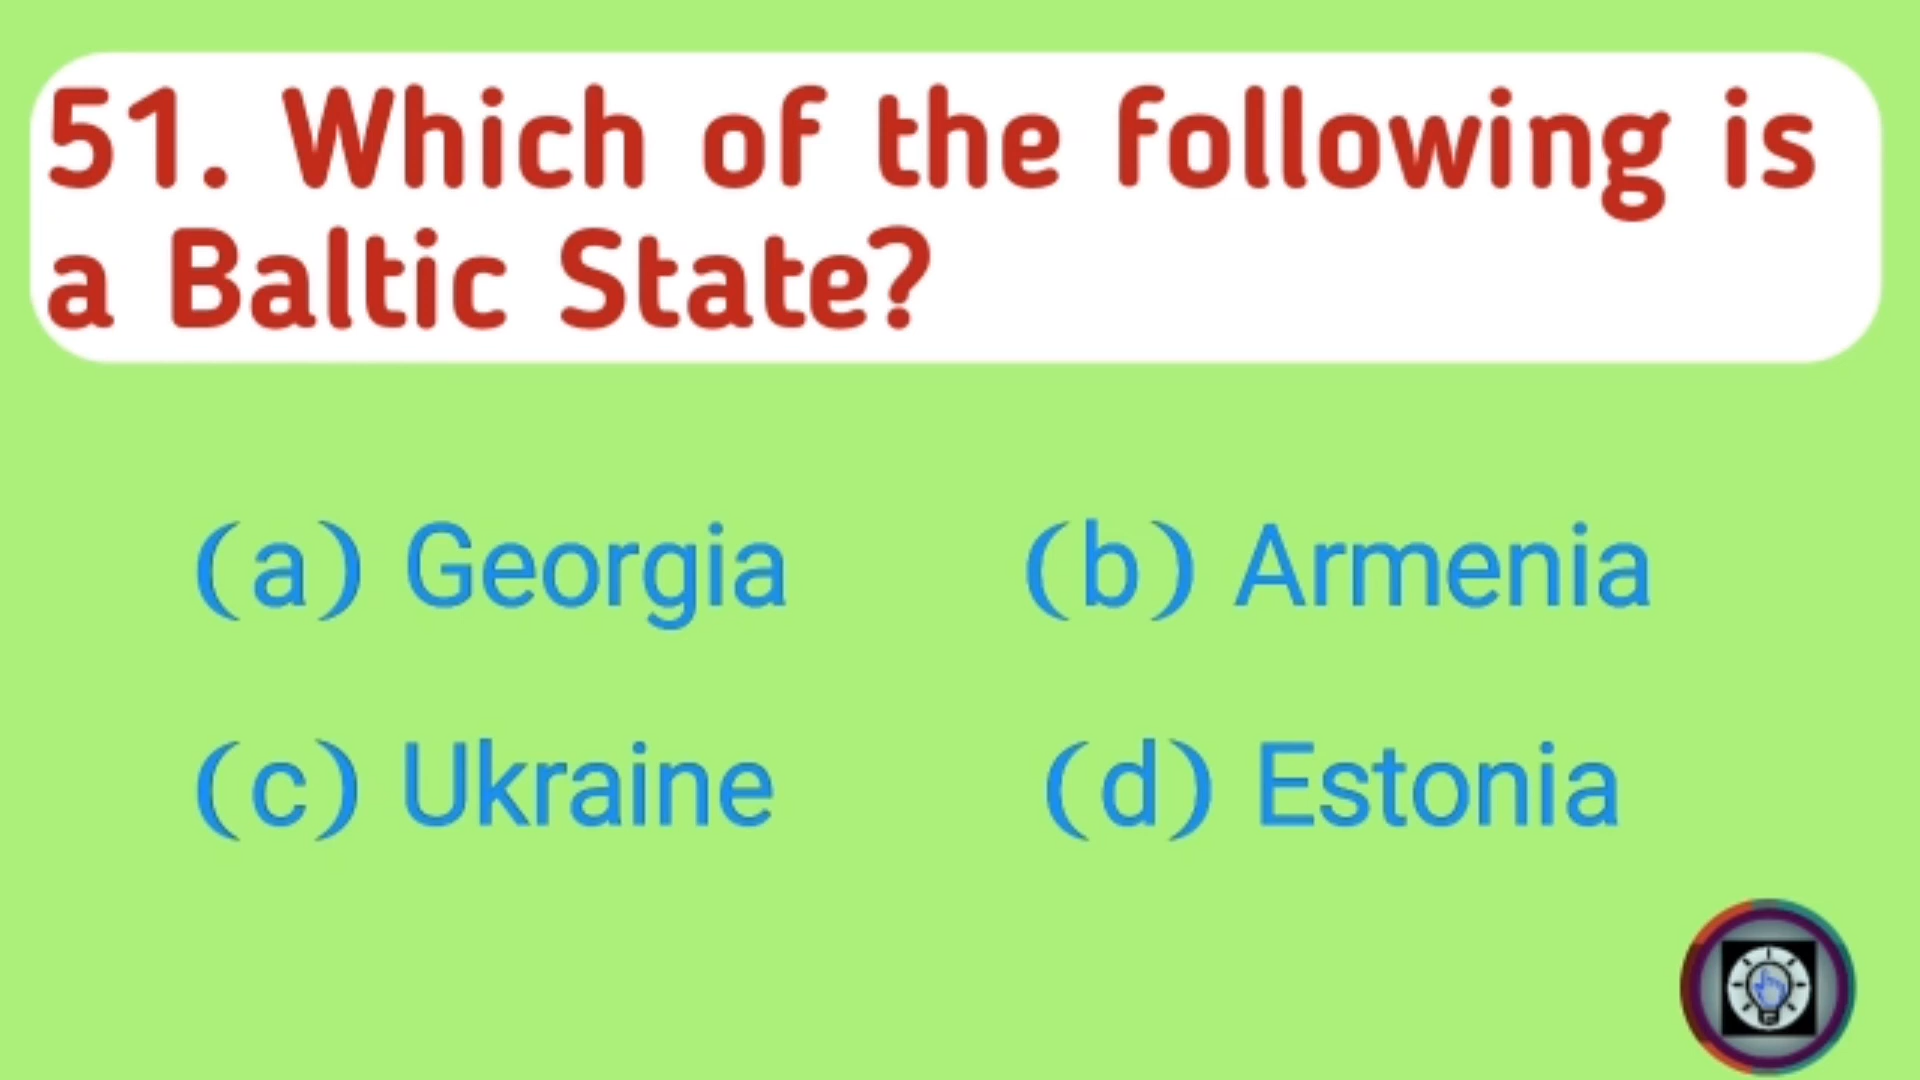 51. Which of the following is
a Baltic State?
(a) Georgia (b) Armenia
(c) Ukraine (d) Estonia